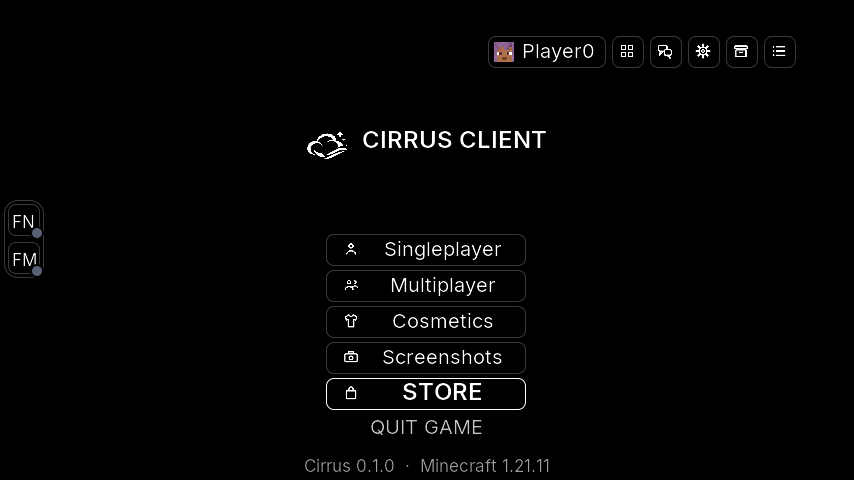 Player0
CIRRUS CLIENT
FN
FM
Singleplayer
Multiplayer
Cosmetics
Screenshots
STORE
QUIT GAME
Cirrus 0.1.0 · Minecraft 1.21.11